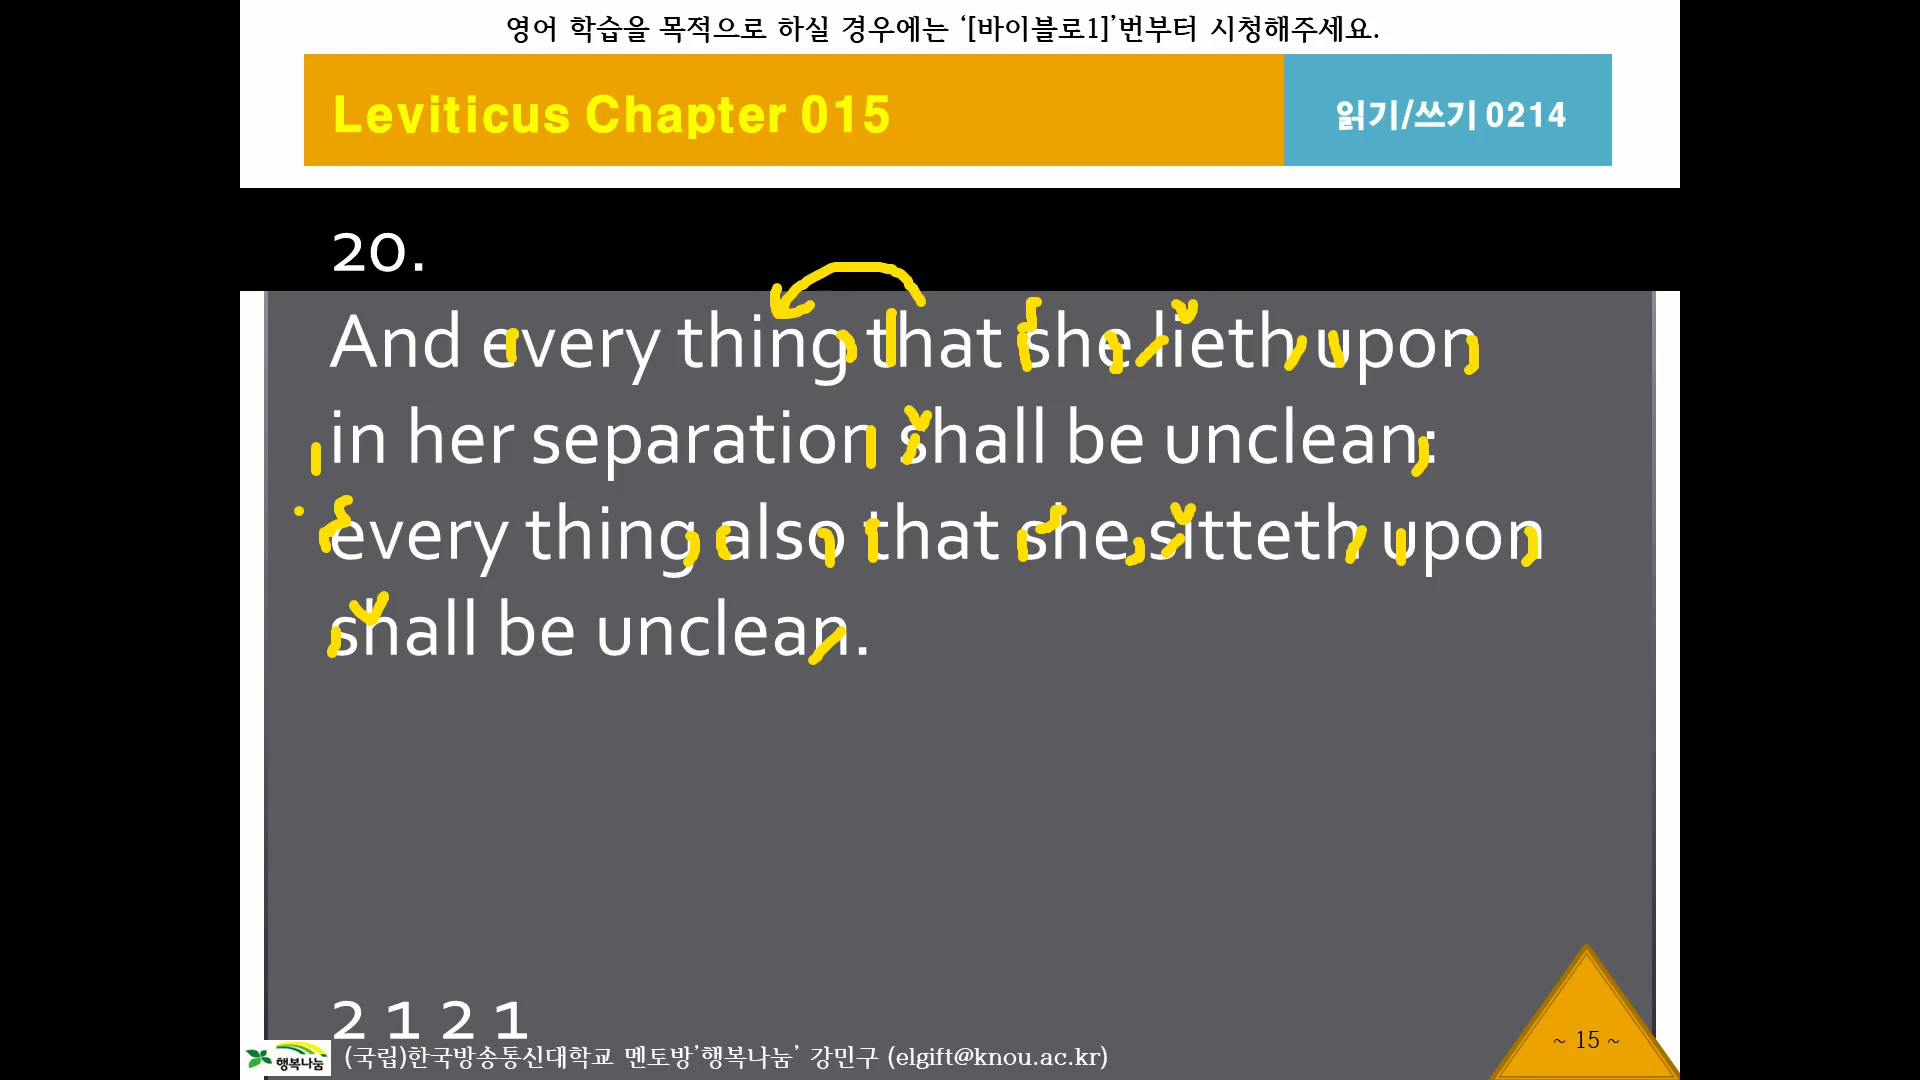 영어 학습을 목적으로 하실 경우에는 ‘[바이블로1]’번부터 시청해주세요.
Leviticus Chapter 015
읽기/쓰기 0214
20.
And every thing that she lieth upon
in her separation shall be unclean:
every thing also that she sitteth upon
shall be unclean.
2 1 2 1
~ 15 ~
행복나눔
(국립)한국방송통신대학교 멘토방’행복나눔’ 강민구 (elgift@knou.ac.kr)